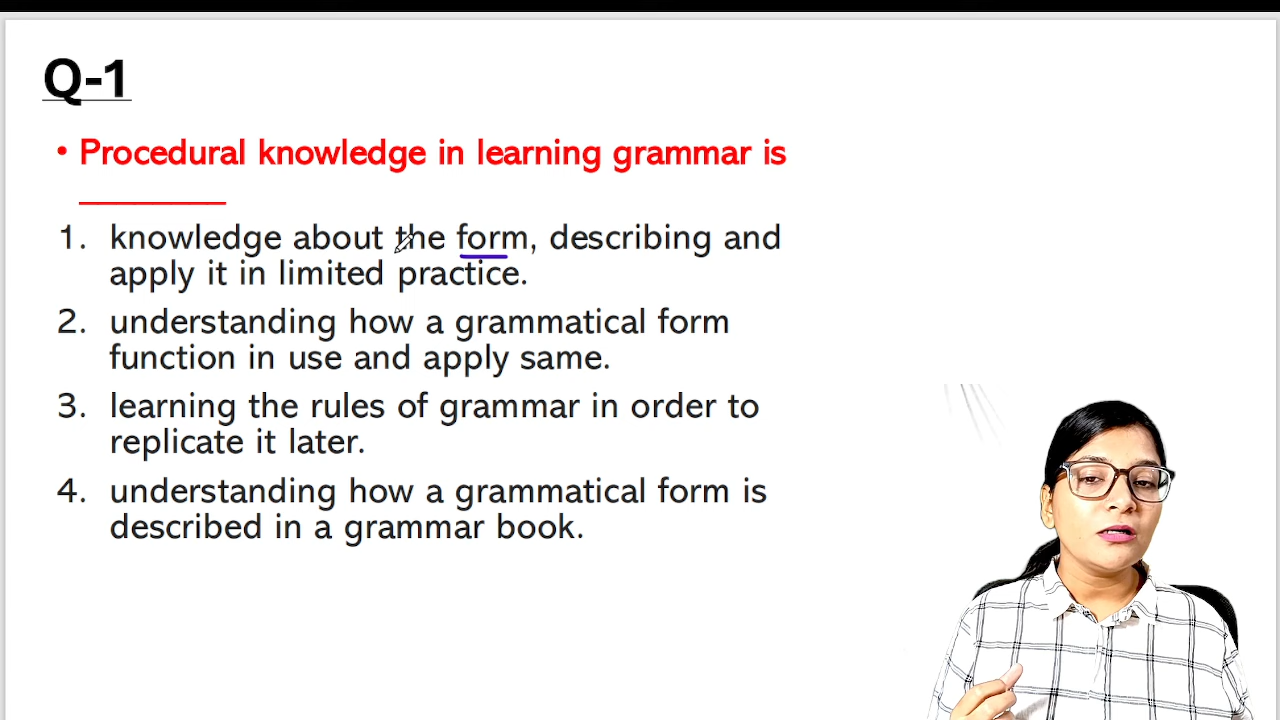 Q-1
• Procedural knowledge in learning grammar is
________
1. knowledge about the form, describing and
apply it in limited practice.
2. understanding how a grammatical form
function in use and apply same.
3. learning the rules of grammar in order to
replicate it later.
4. understanding how a grammatical form is
described in a grammar book.